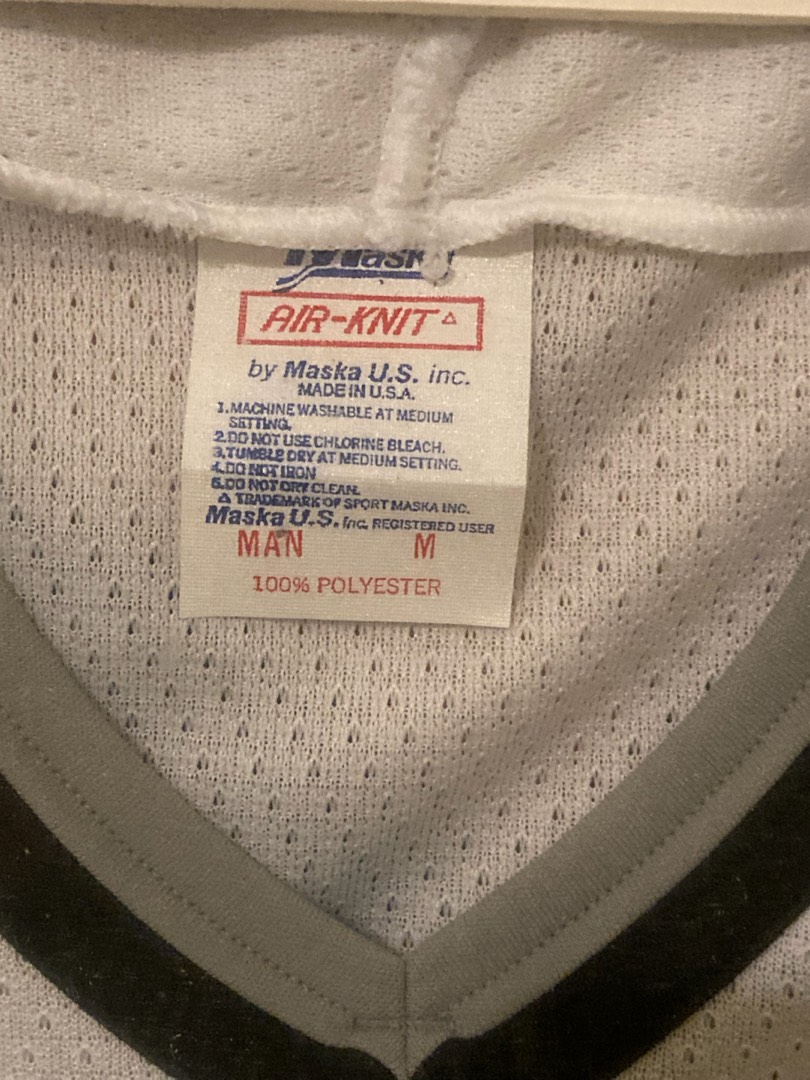 Maska
AIR-KNIT △
by Maska U.S. inc.
MADE IN U.S.A.
1.MACHINE WASHABLE AT MEDIUM
SETTING.
2.DO NOT USE CHLORINE BLEACH.
3.TUMBLE DRY AT MEDIUM SETTING.
4.DO NOT IRON
5.DO NOT DRY CLEAN.
△ TRADEMARK OF SPORT MASKA INC.
Maska U.S. Inc. REGISTERED USER
MAN M
100% POLYESTER